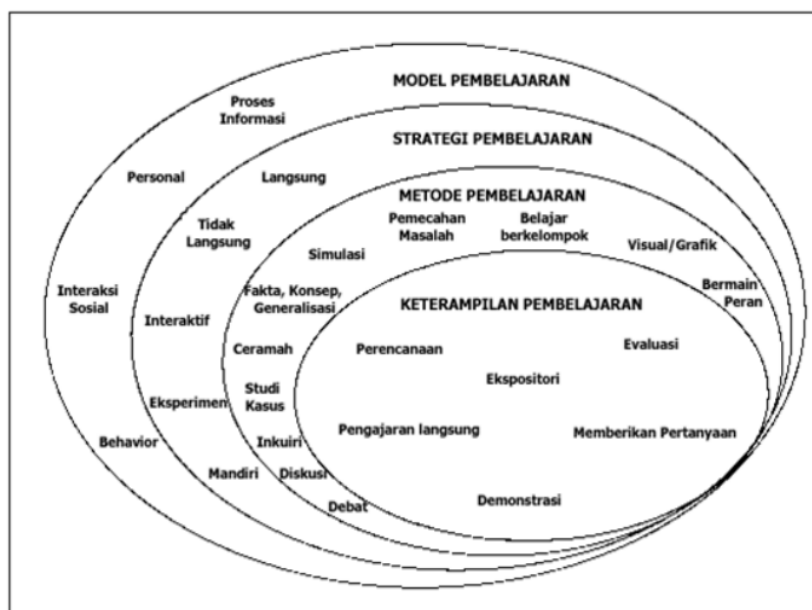 MODEL PEMBELAJARAN
Proses
Informasi
STRATEGI PEMBELAJARAN
Personal
Langsung
METODE PEMBELAJARAN
Pemecahan
Masalah
Belajar
berkelompok
Tidak
Langsung
Simulasi
Visual/Grafik
Interaksi
Sosial
Fakta, Konsep,
Generalisasi
Bermain
Peran
KETERAMPILAN PEMBELAJARAN
Interaktif
Ceramah
Perencanaan
Evaluasi
Ekspositori
Eksperimen
Studi
Kasus
Pengajaran langsung
Memberikan Pertanyaan
Behavior
Inkuiri
Mandiri
Diskusi
Debat
Demonstrasi